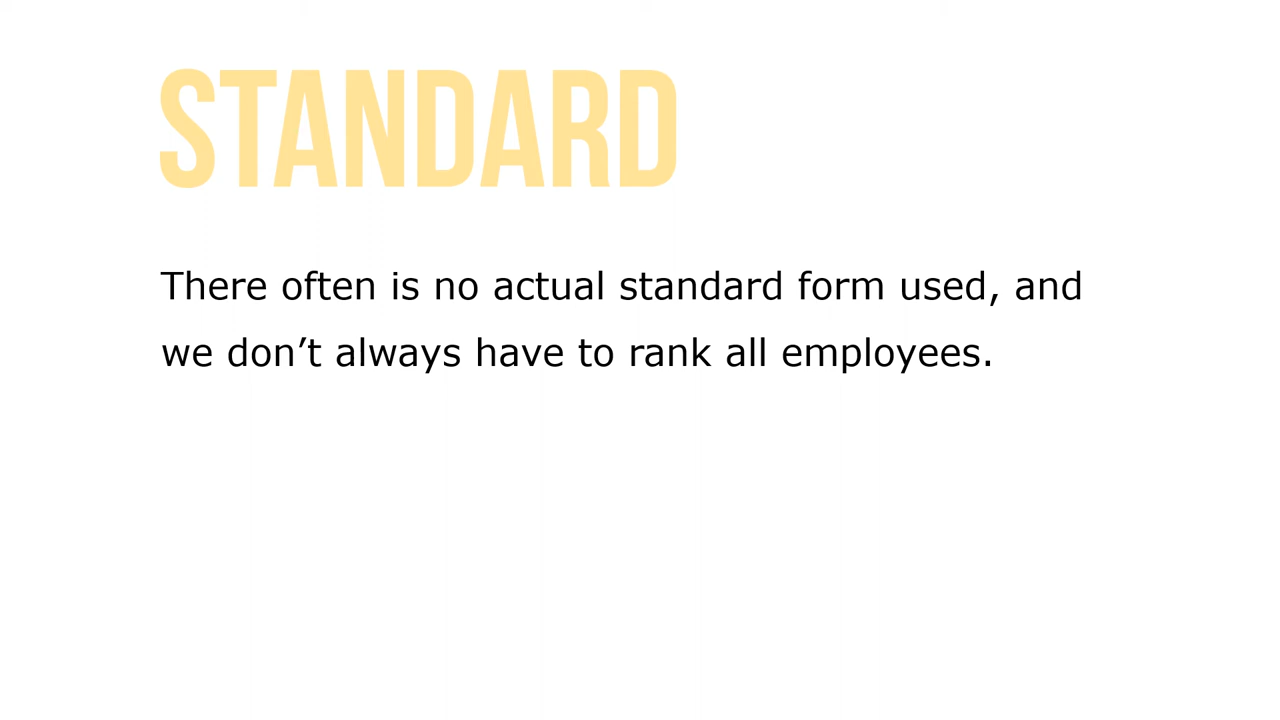 STANDARD
There often is no actual standard form used, and
we don’t always have to rank all employees.